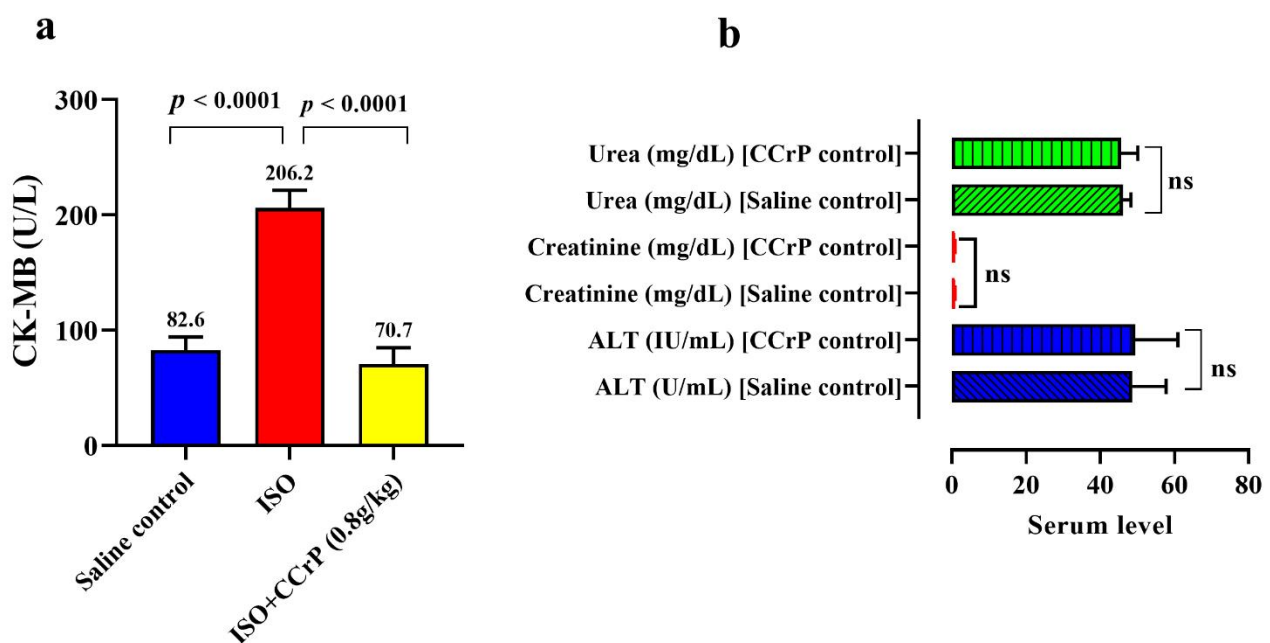 a
p < 0.0001
p < 0.0001
300
200
100
0
CK-MB (U/L)
82.6
206.2
70.7
Saline control
ISO
ISO+CCrP (0.8g/kg)
b
Urea (mg/dL) [CCrP control]
Urea (mg/dL) [Saline control]
Creatinine (mg/dL) [CCrP control]
Creatinine (mg/dL) [Saline control]
ALT (IU/mL) [CCrP control]
ALT (U/mL) [Saline control]
ns
ns
ns
0 20 40 60 80
Serum level